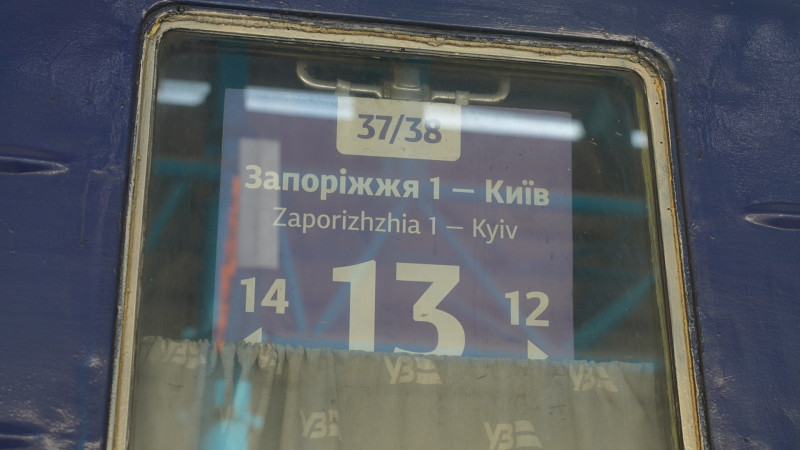 37/38
Запоріжжя 1 – Київ
Zaporizhzhia 1 – Kyiv
14 13 12
УЗ УЗ УЗ
УЗ УЗ